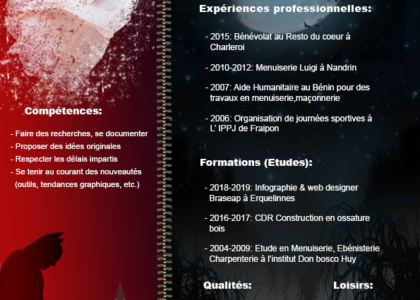 Compétences:
- Faire des recherches, se documenter
- Proposer des idées originales
- Respecter les délais impartis
- Se tenir au courant des nouveautés
(outils, tendances graphiques, etc.)
Expériences professionnelles:
- 2015: Bénévolat au Resto du coeur à
Charleroi
- 2010-2012: Menuiserie Luigi à Nandrin
- 2007: Aide Humanitaire au Bénin pour des
travaux en menuiserie,maçonnerie
- 2006: Organisation de journées sportives à
L' IPPJ de Fraipon
Formations (Etudes):
- 2018-2019: Infographie & web designer
Braseap à Erquelinnes
- 2016-2017: CDR Construction en ossature
bois
- 2004-2009: Etude en Menuiserie, Ebénisterie
Charpenterie à l'institut Don bosco Huy
Qualités:
Loisirs: